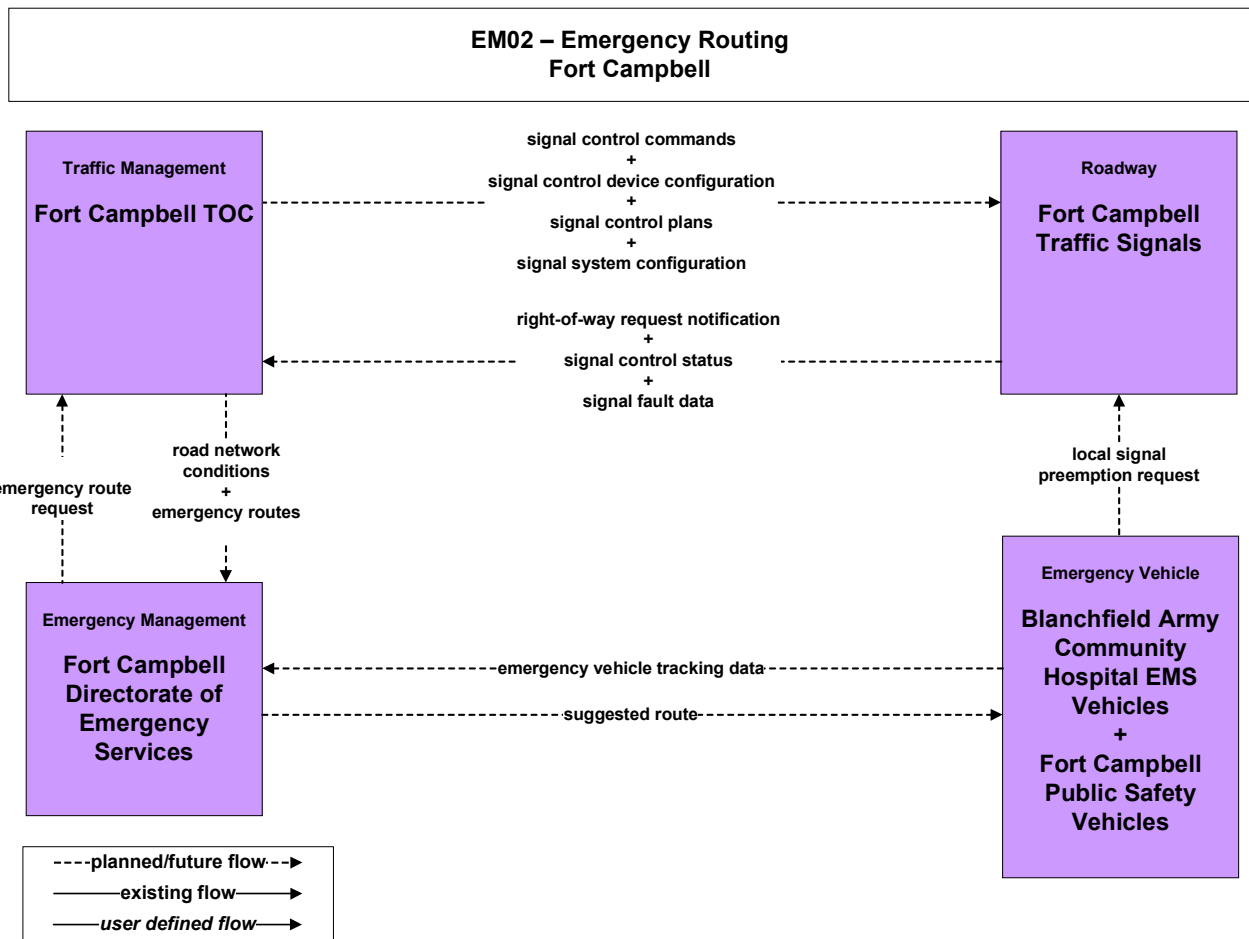 EM02 – Emergency Routing
Fort Campbell
Traffic Management
Fort Campbell TOC
signal control commands
+
signal control device configuration
+
signal control plans
+
signal system configuration
Roadway
Fort Campbell
Traffic Signals
right-of-way request notification
+
signal control status
+
signal fault data
emergency route
request
road network
conditions
+
emergency routes
local signal
preemption request
Emergency Management
Fort Campbell
Directorate of
Emergency
Services
emergency vehicle tracking data
suggested route
Emergency Vehicle
Blanchfield Army
Community
Hospital EMS
Vehicles
+
Fort Campbell
Public Safety
Vehicles
planned/future flow
existing flow
user defined flow